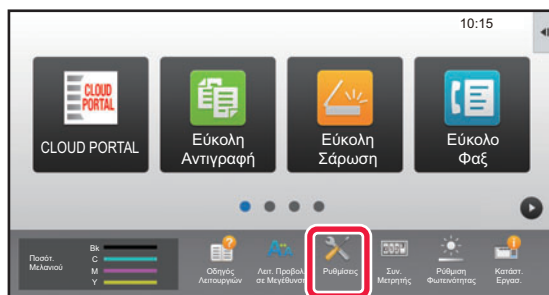 10:15
CLOUD
PORTAL
CLOUD PORTAL
Εύκολη
Αντιγραφή
Εύκολη
Σάρωση
Εύκολο
Φαξ
Ποσότ.
Μελανιού
Bk
C
M
Y
Οδηγός
Λειτουργιών
Λειτ. Προβολ.
σε Μεγέθυνση
Ρυθμίσεις
Συν.
Μετρητής
Ρύθμιση
Φωτεινότητας
Κατάστ.
Εργασ.